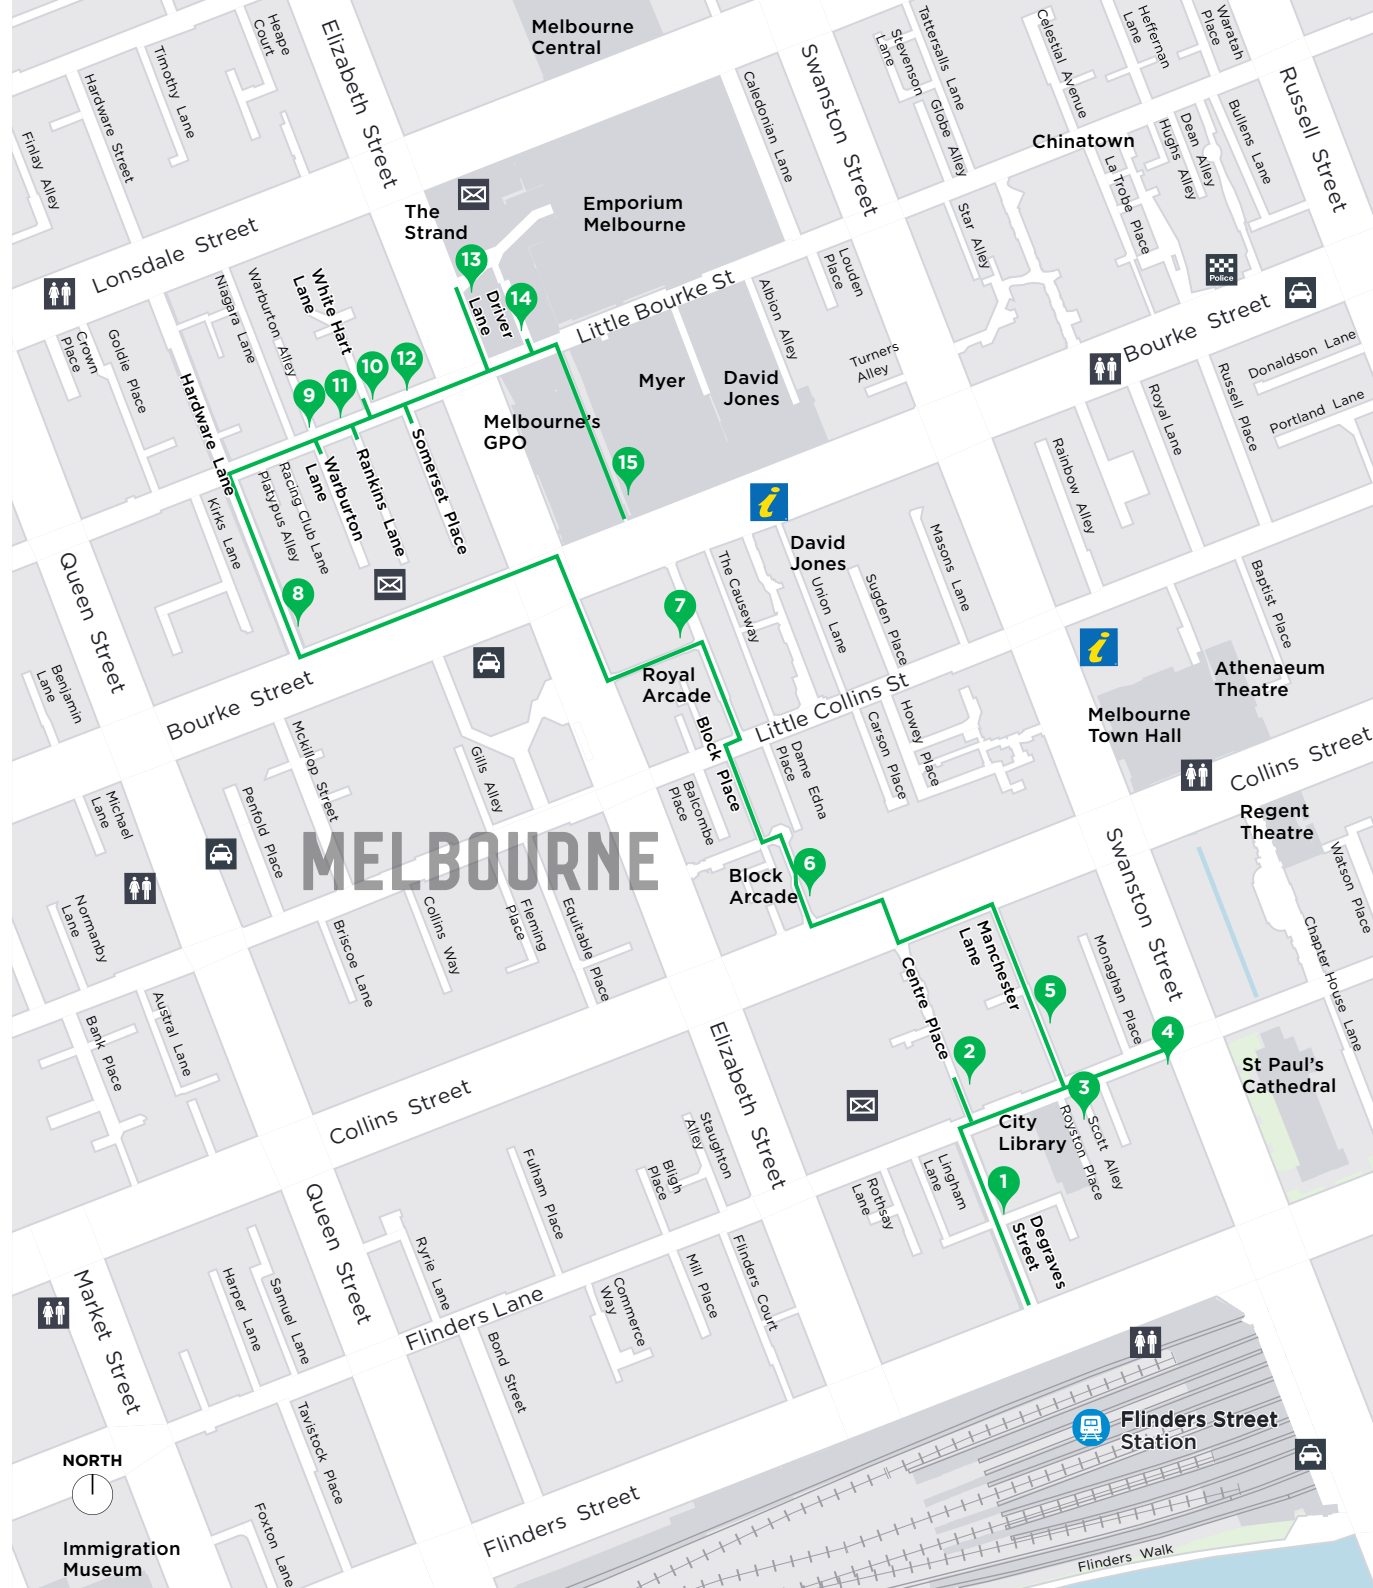 Melbourne
Central
Heape
Court
Elizabeth Street
Timothy Lane
Hardware Street
Finlay Alley
Swanston Street
Caledonian Lane
Stevenson
Lane
Tattersalls Lane
Globe Alley
Celestial Avenue
Heffernan
Lane
Waratah
Place
Russell Street
Chinatown
Bullens Lane
Dean Alley
Hughs Alley
La Trobe Place
Star Alley
Police
The
Strand
Emporium
Melbourne
Lonsdale Street
13
14
Driver
Lane
Little Bourke St
Louden
Place
Albion Alley
Turners
Alley
Bourke Street
Donaldson Lane
Portland Lane
Russell Place
Royal Lane
Rainbow Alley
White Hart
Lane
Warburton Alley
Niagara Lane
Crown
Place
Goldie Place
Hardware Lane
9
11
10
12
Myer
David
Jones
Melbourne's
GPO
15
Somerset Place
Rankins Lane
Warburton
Lane
Racing Club Lane
Platypus Alley
Kirks Lane
8
Queen Street
David
Jones
Masons Lane
Sugden Place
Union Lane
The Causeway
7
Royal
Arcade
Baptist Place
Athenaeum
Theatre
Melbourne
Town Hall
Benjamin
Lane
Bourke Street
Mckillop Street
Gills Alley
Penfold Place
Michael
Lane
Block Place
Little Collins St
Howey Place
Carson Place
Dame Edna
Place
Balcombe
Place
Collins Street
Regent
Theatre
Watson Place
Swanston Street
MELBOURNE
Block
Arcade
6
Normanby
Lane
Briscoe Lane
Collins Way
Fleming
Place
Equitable Place
Manchester
Lane
Centre Place
Monaghan Place
Chapter House Lane
5
4
2
3
Austral Lane
Bank Place
Elizabeth Street
St Paul's
Cathedral
City
Library
Scott Alley
Royston Place
Collins Street
Staughton
Alley
Bligh
Place
Fulham Place
Lingham
Lane
Rothsay
Lane
1
Degraves
Street
Queen Street
Ryrie Lane
Flinders Court
Mill Place
Commerce
Way
Market Street
Harper Lane
Samuel Lane
Flinders Lane
Bond Street
Tavistock Place
Flinders Street
Station
NORTH
Flinders Street
Foxton Lane
Immigration
Museum
Flinders Walk